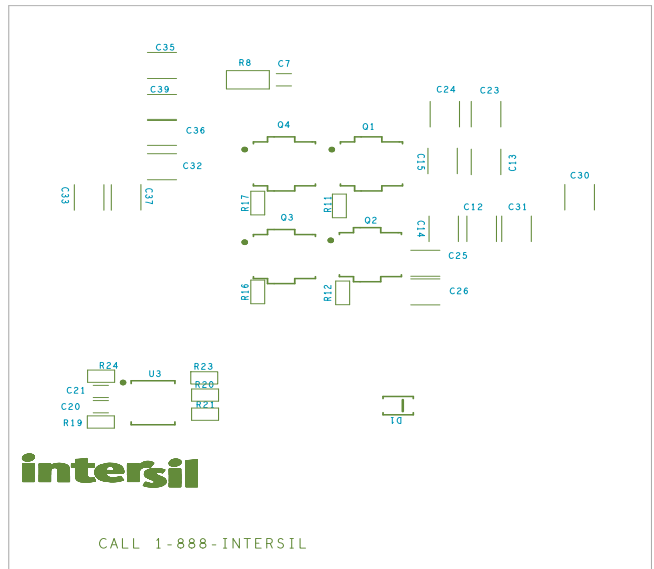 C35
R8 C7
C39
C24 C23
C36
Q4 Q1
C32
C15 C13
C33 C37
C30
R17 R11
C12 C31
Q3 Q2
C14
C25
R16 R12
C26
R24 U3 R23
C21 R20
C20 R21
R19
D1
intersil
CALL 1-888-INTERSIL